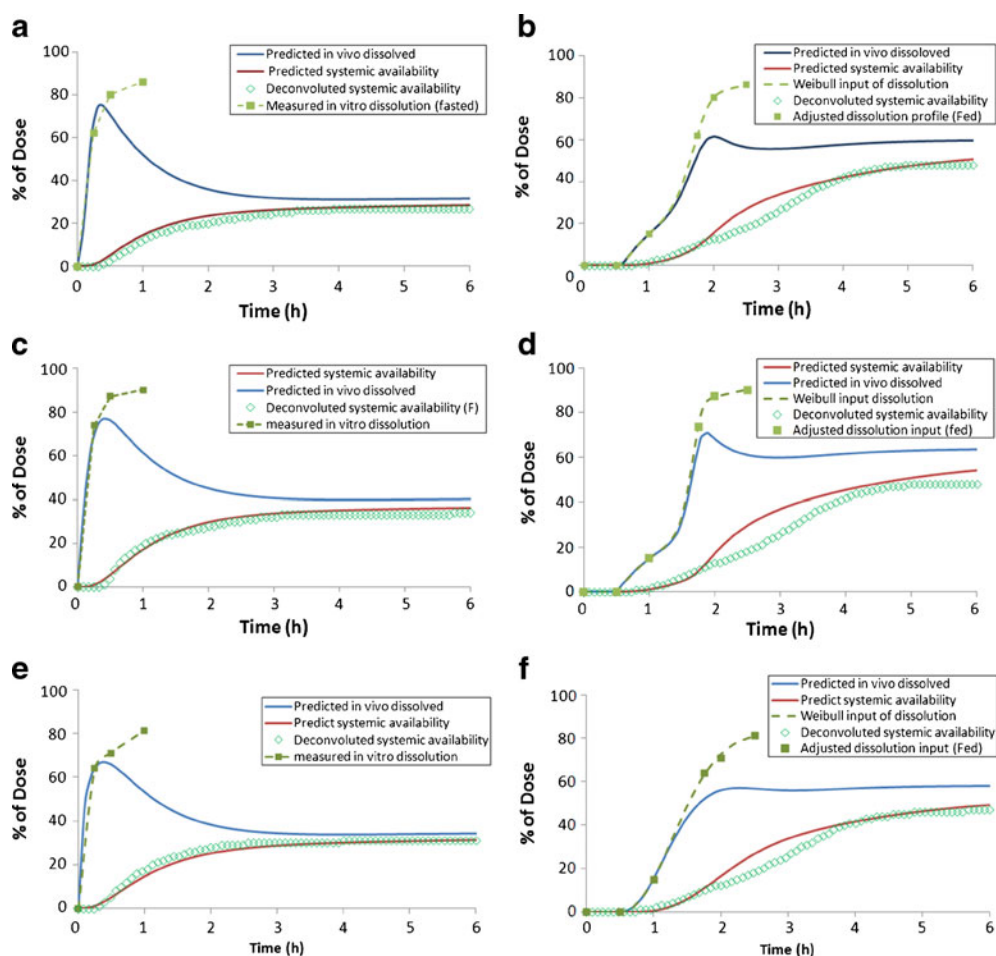 a
% of Dose
100
80
60
40
20
0
Predicted in vivo dissolved
Predicted systemic availability
Deconvoluted systemic availability
Measured in vitro dissolution (fasted)
0 1 2 3 4 5 6
Time (h)
b
% of Dose
100
80
60
40
20
0
Predicted in vivo dissoloved
Predicted systemic availability
Weibull input of dissolution
Deconvoluted systemic availability
Adjusted dissolution profile (Fed)
0 1 2 3 4 5 6
Time (h)
c
% of Dose
100
80
60
40
20
0
Predicted systemic availability
Predicted in vivo dissolved
Deconvoluted systemic availability (F)
measured in vitro dissolution
0 1 2 3 4 5 6
Time (h)
d
% of Dose
100
80
60
40
20
0
Predicted systemic availability
Predicted in vivo dissolved
Weibull input dissolution
Deconvoluted systemic availability
Adjusted dissolution input (fed)
0 1 2 3 4 5 6
Time (h)
e
% of Dose
100
80
60
40
20
0
Predicted in vivo dissolved
Predict systemic availability
Deconvoluted systemic availability
measured in vitro dissolution
0 1 2 3 4 5 6
Time (h)
f
% of Dose
100
80
60
40
20
0
Predicted in vivo dissolved
Predict systemic availability
Weibull input of dissolution
Deconvoluted systemic availability
Adjusted dissolution input (Fed)
0 1 2 3 4 5 6
Time (h)